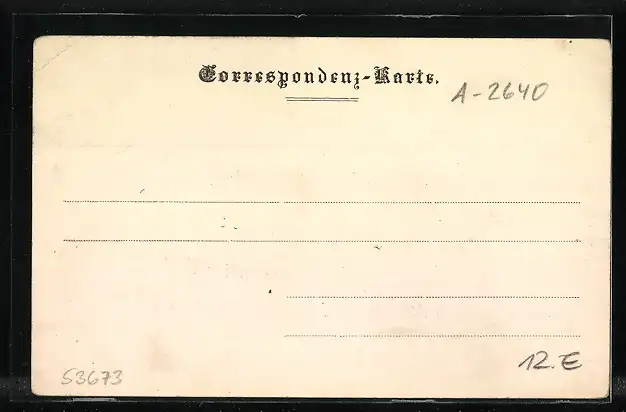 Correspondenz-Karte.
A-2640
12.E
53673